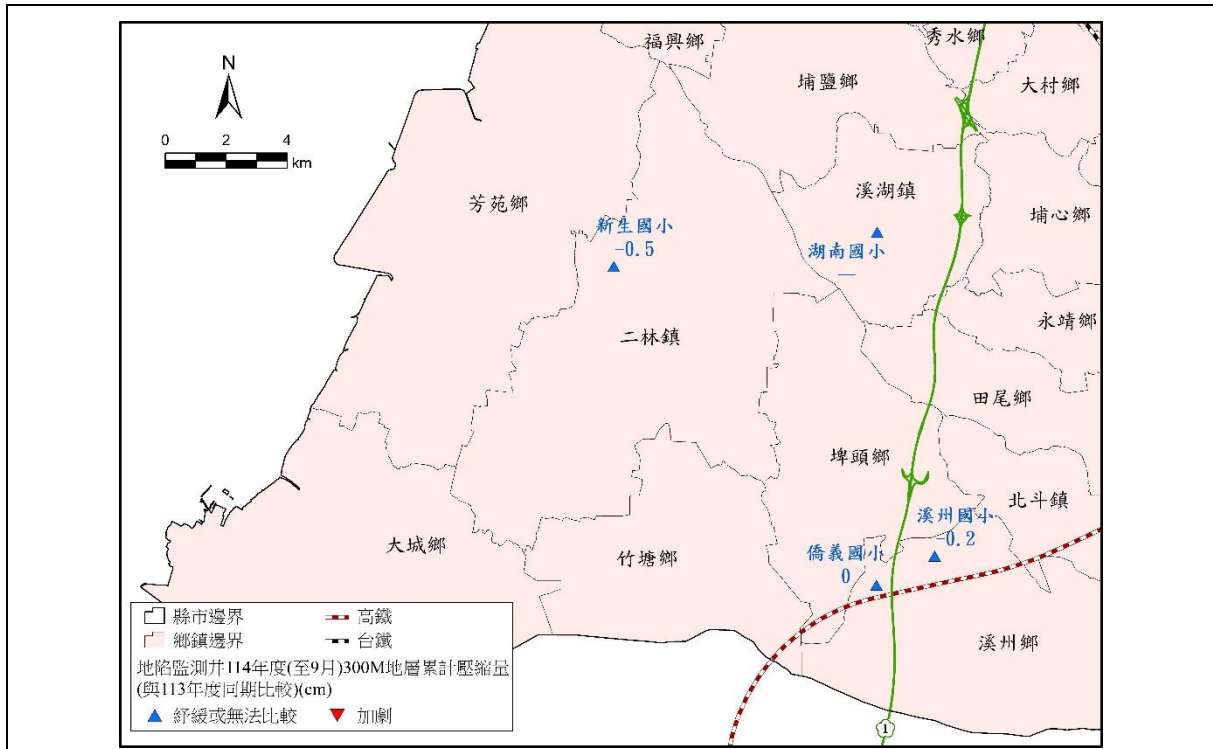 福興鄉
秀水鄉
埔鹽鄉
大村鄉
N
0 2 4
km
溪湖鎮
芳苑鄉
埔心鄉
新生國小
-0.5
湖南國小
—
永靖鄉
二林鎮
田尾鄉
埤頭鄉
北斗鎮
溪州國小
-0.2
大城鄉
竹塘鄉
僑義國小
0
溪州鄉
縣市邊界 高鐵
鄉鎮邊界 台鐵
地陷監測井114年度(至9月)300M地層累計壓縮量
(與113年度同期比較)(cm)
紓緩或無法比較 加劇
1